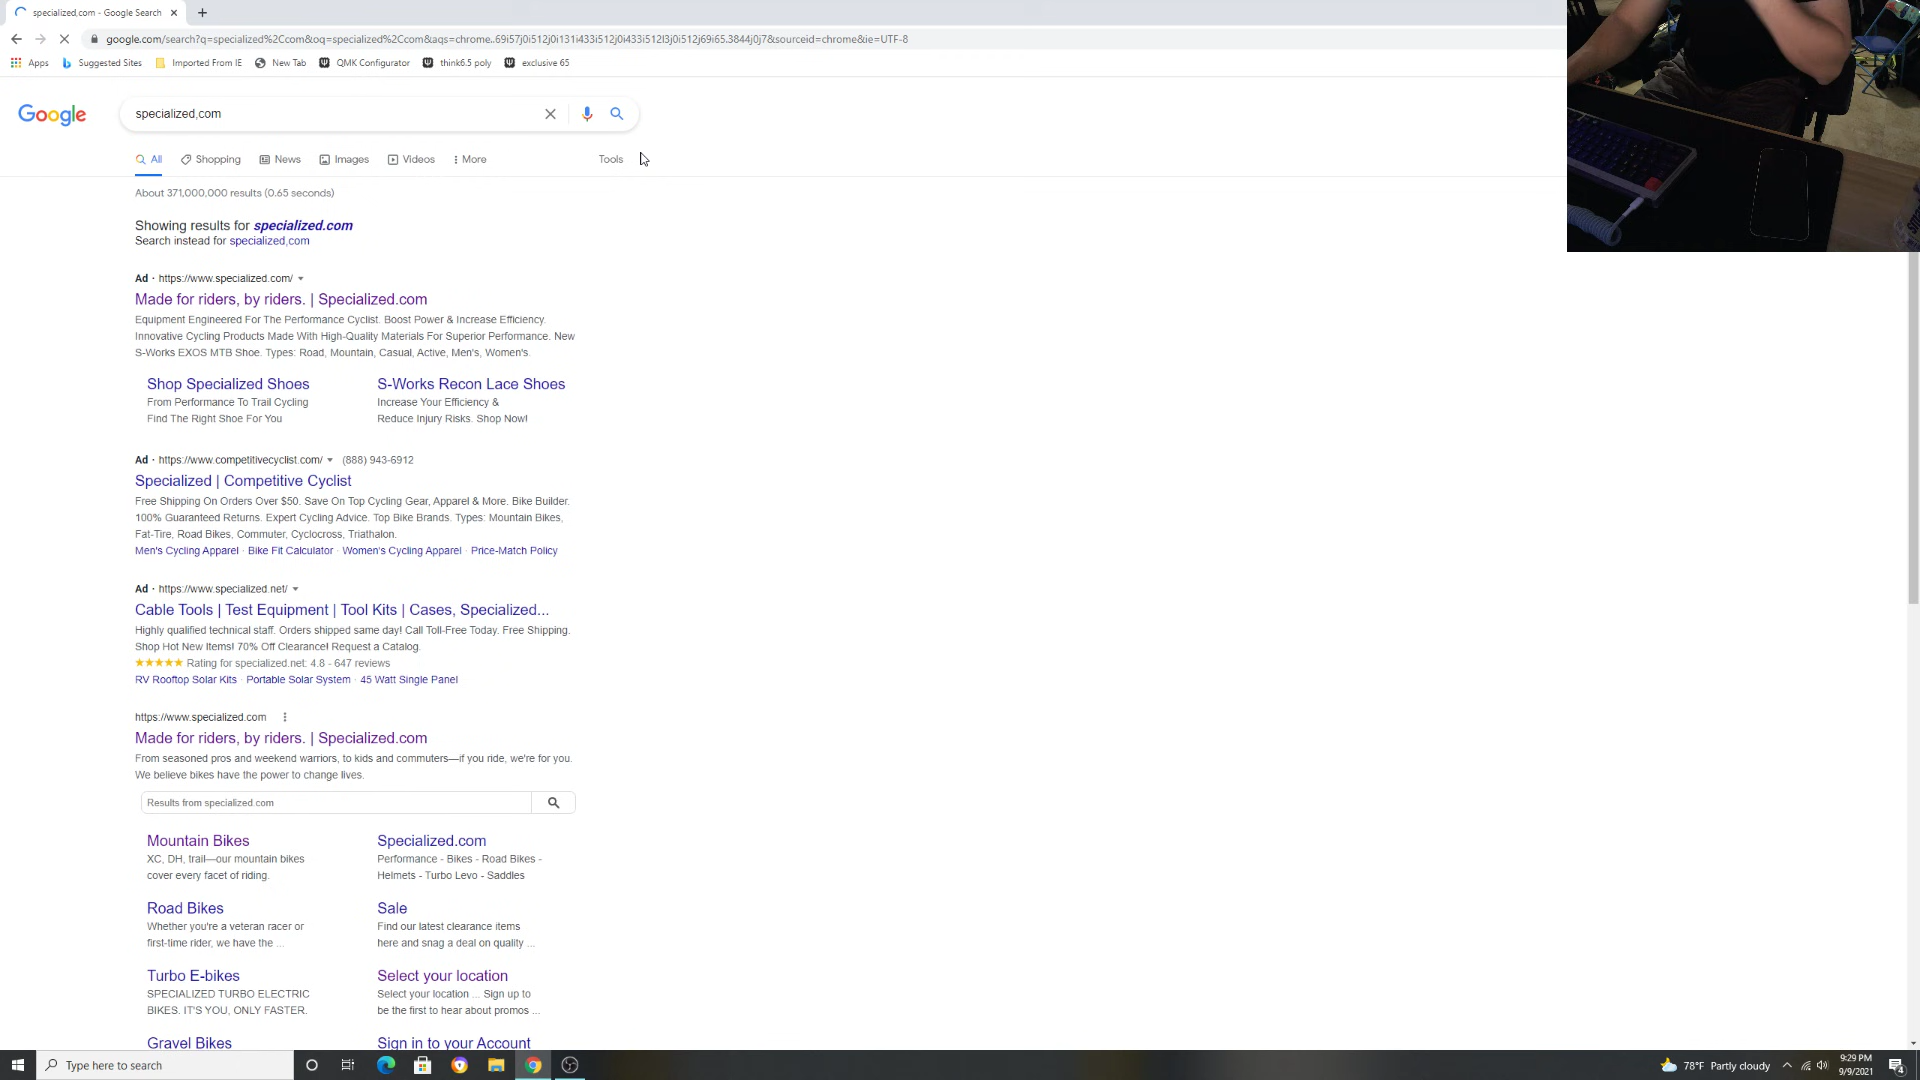 specialized,com - Google Search
google.com/search?q=specialized%2Ccom&oq=specialized%2Ccom&aqs=chrome..69i57j0i512j0i131i433i512j0i433i512l3j0i512j69i65.3844j0j7&sourceid=chrome&ie=UTF-8
Apps Suggested Sites Imported From IE New Tab QMK Configurator think6.5 poly exclusive 65
Google specialized,com
All Shopping News Images Videos More Tools
About 371,000,000 results (0.65 seconds)
Showing results for specialized.com
Search instead for specialized,com
Ad · https://www.specialized.com/
Made for riders, by riders. | Specialized.com
Equipment Engineered For The Performance Cyclist. Boost Power & Increase Efficiency.
Innovative Cycling Products Made With High-Quality Materials For Superior Performance. New
S-Works EXOS MTB Shoe. Types: Road, Mountain, Casual, Active, Men's, Women's.
Shop Specialized Shoes
From Performance To Trail Cycling
Find The Right Shoe For You
S-Works Recon Lace Shoes
Increase Your Efficiency &
Reduce Injury Risks. Shop Now!
Ad · https://www.competitivecyclist.com/ (888) 943-6912
Specialized | Competitive Cyclist
Free Shipping On Orders Over $50. Save On Top Cycling Gear, Apparel & More. Bike Builder.
100% Guaranteed Returns. Expert Cycling Advice. Top Bike Brands. Types: Mountain Bikes,
Fat-Tire, Road Bikes, Commuter, Cyclocross, Triathalon.
Men's Cycling Apparel · Bike Fit Calculator · Women's Cycling Apparel · Price-Match Policy
Ad · https://www.specialized.net/
Cable Tools | Test Equipment | Tool Kits | Cases, Specialized...
Highly qualified technical staff. Orders shipped same day! Call Toll-Free Today. Free Shipping.
Shop Hot New Items! 70% Off Clearance! Request a Catalog.
Rating for specialized.net: 4.8 - 647 reviews
RV Rooftop Solar Kits · Portable Solar System · 45 Watt Single Panel
https://www.specialized.com
Made for riders, by riders. | Specialized.com
From seasoned pros and weekend warriors, to kids and commuters—if you ride, we're for you.
We believe bikes have the power to change lives.
Results from specialized.com
Mountain Bikes
XC, DH, trail—our mountain bikes
cover every facet of riding.
Specialized.com
Performance - Bikes - Road Bikes -
Helmets - Turbo Levo - Saddles
Road Bikes
Whether you're a veteran racer or
first-time rider, we have the ...
Sale
Find our latest clearance items
here and snag a deal on quality ...
Turbo E-bikes
SPECIALIZED TURBO ELECTRIC
BIKES. IT'S YOU, ONLY FASTER.
Select your location
Select your location ... Sign up to
be the first to hear about promos ...
Gravel Bikes
Sign in to your Account
Type here to search
78°F Partly cloudy
9:29 PM
9/9/2021
4